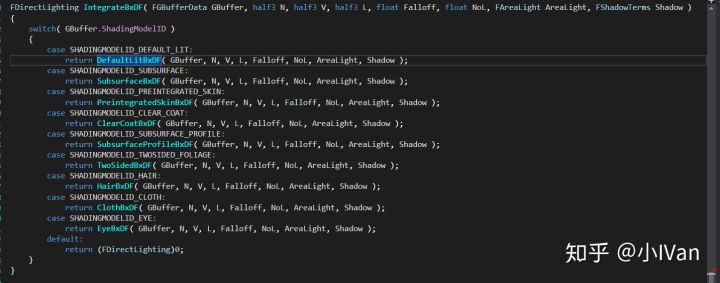 FDirectLighting IntegrateBxDF( FGBufferData GBuffer, half3 N, half3 V, half3 L, float Falloff, float NoL, FAreaLight AreaLight, FShadowTerms Shadow )
{
    switch( GBuffer.ShadingModelID )
    {
        case SHADINGMODELID_DEFAULT_LIT:
            return DefaultLitBxDF( GBuffer, N, V, L, Falloff, NoL, AreaLight, Shadow );
        case SHADINGMODELID_SUBSURFACE:
            return SubsurfaceBxDF( GBuffer, N, V, L, Falloff, NoL, AreaLight, Shadow );
        case SHADINGMODELID_PREINTEGRATED_SKIN:
            return PreintegratedSkinBxDF( GBuffer, N, V, L, Falloff, NoL, AreaLight, Shadow );
        case SHADINGMODELID_CLEAR_COAT:
            return ClearCoatBxDF( GBuffer, N, V, L, Falloff, NoL, AreaLight, Shadow );
        case SHADINGMODELID_SUBSURFACE_PROFILE:
            return SubsurfaceProfileBxDF( GBuffer, N, V, L, Falloff, NoL, AreaLight, Shadow );
        case SHADINGMODELID_TWOSIDED_FOLIAGE:
            return TwoSidedBxDF( GBuffer, N, V, L, Falloff, NoL, AreaLight, Shadow );
        case SHADINGMODELID_HAIR:
            return HairBxDF( GBuffer, N, V, L, Falloff, NoL, AreaLight, Shadow );
        case SHADINGMODELID_CLOTH:
            return ClothBxDF( GBuffer, N, V, L, Falloff, NoL, AreaLight, Shadow );
        case SHADINGMODELID_EYE:
            return EyeBxDF( GBuffer, N, V, L, Falloff, NoL, AreaLight, Shadow );
        default:
            return (FDirectLighting)0;
    }
}
知乎 @小IVan